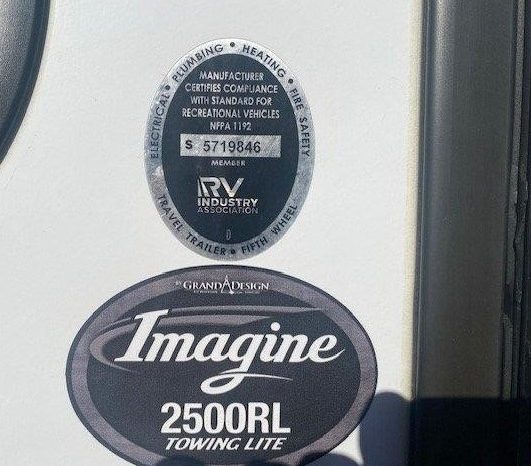 ELECTRICAL • PLUMBING • HEATING • FIRE SAFETY
MANUFACTURER
CERTIFIES COMPLIANCE
WITH STANDARD FOR
RECREATIONAL VEHICLES
NFPA 1192
S 5719846
MEMBER
RV
INDUSTRY
ASSOCIATION
TRAVEL TRAILER • FIFTH WHEEL
BY GRAND DESIGN
Imagine
2500RL
TOWING LITE